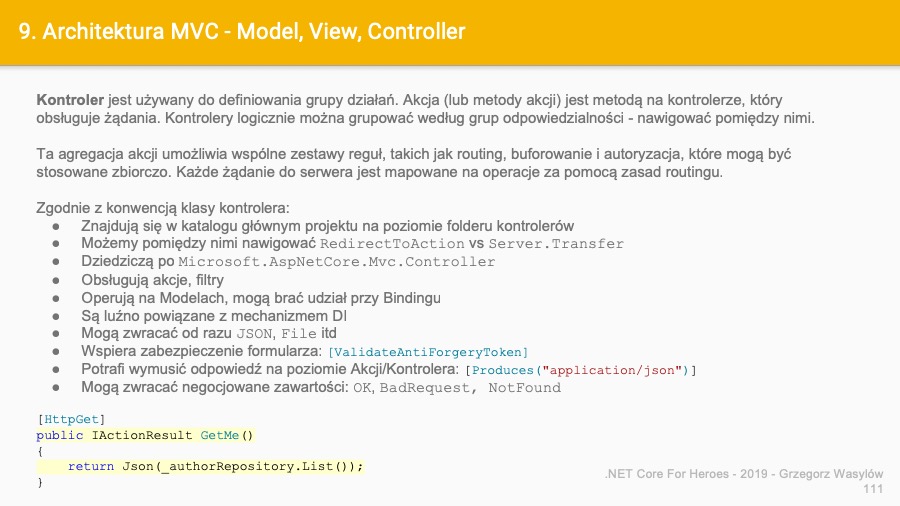 9. Architektura MVC - Model, View, Controller
Kontroler jest używany do definiowania grupy działań. Akcja (lub metody akcji) jest metodą na kontrolerze, który
obsługuje żądania. Kontrolery logicznie można grupować według grup odpowiedzialności - nawigować pomiędzy nimi.
Ta agregacja akcji umożliwia wspólne zestawy reguł, takich jak routing, buforowanie i autoryzacja, które mogą być
stosowane zbiorczo. Każde żądanie do serwera jest mapowane na operacje za pomocą zasad routingu.
Zgodnie z konwencją klasy kontrolera:
● Znajdują się w katalogu głównym projektu na poziomie folderu kontrolerów
● Możemy pomiędzy nimi nawigować RedirectToAction vs Server.Transfer
● Dziedziczą po Microsoft.AspNetCore.Mvc.Controller
● Obsługują akcje, filtry
● Operują na Modelach, mogą brać udział przy Bindingu
● Są luźno powiązane z mechanizmem DI
● Mogą zwracać od razu JSON, File itd
● Wspiera zabezpieczenie formularza: [ValidateAntiForgeryToken]
● Potrafi wymusić odpowiedź na poziomie Akcji/Kontrolera: [Produces("application/json")]
● Mogą zwracać negocjowane zawartości: OK, BadRequest, NotFound
[HttpGet]
public IActionResult GetMe()
{
    return Json(_authorRepository.List());
}
.NET Core For Heroes - 2019 - Grzegorz Wasylów
111